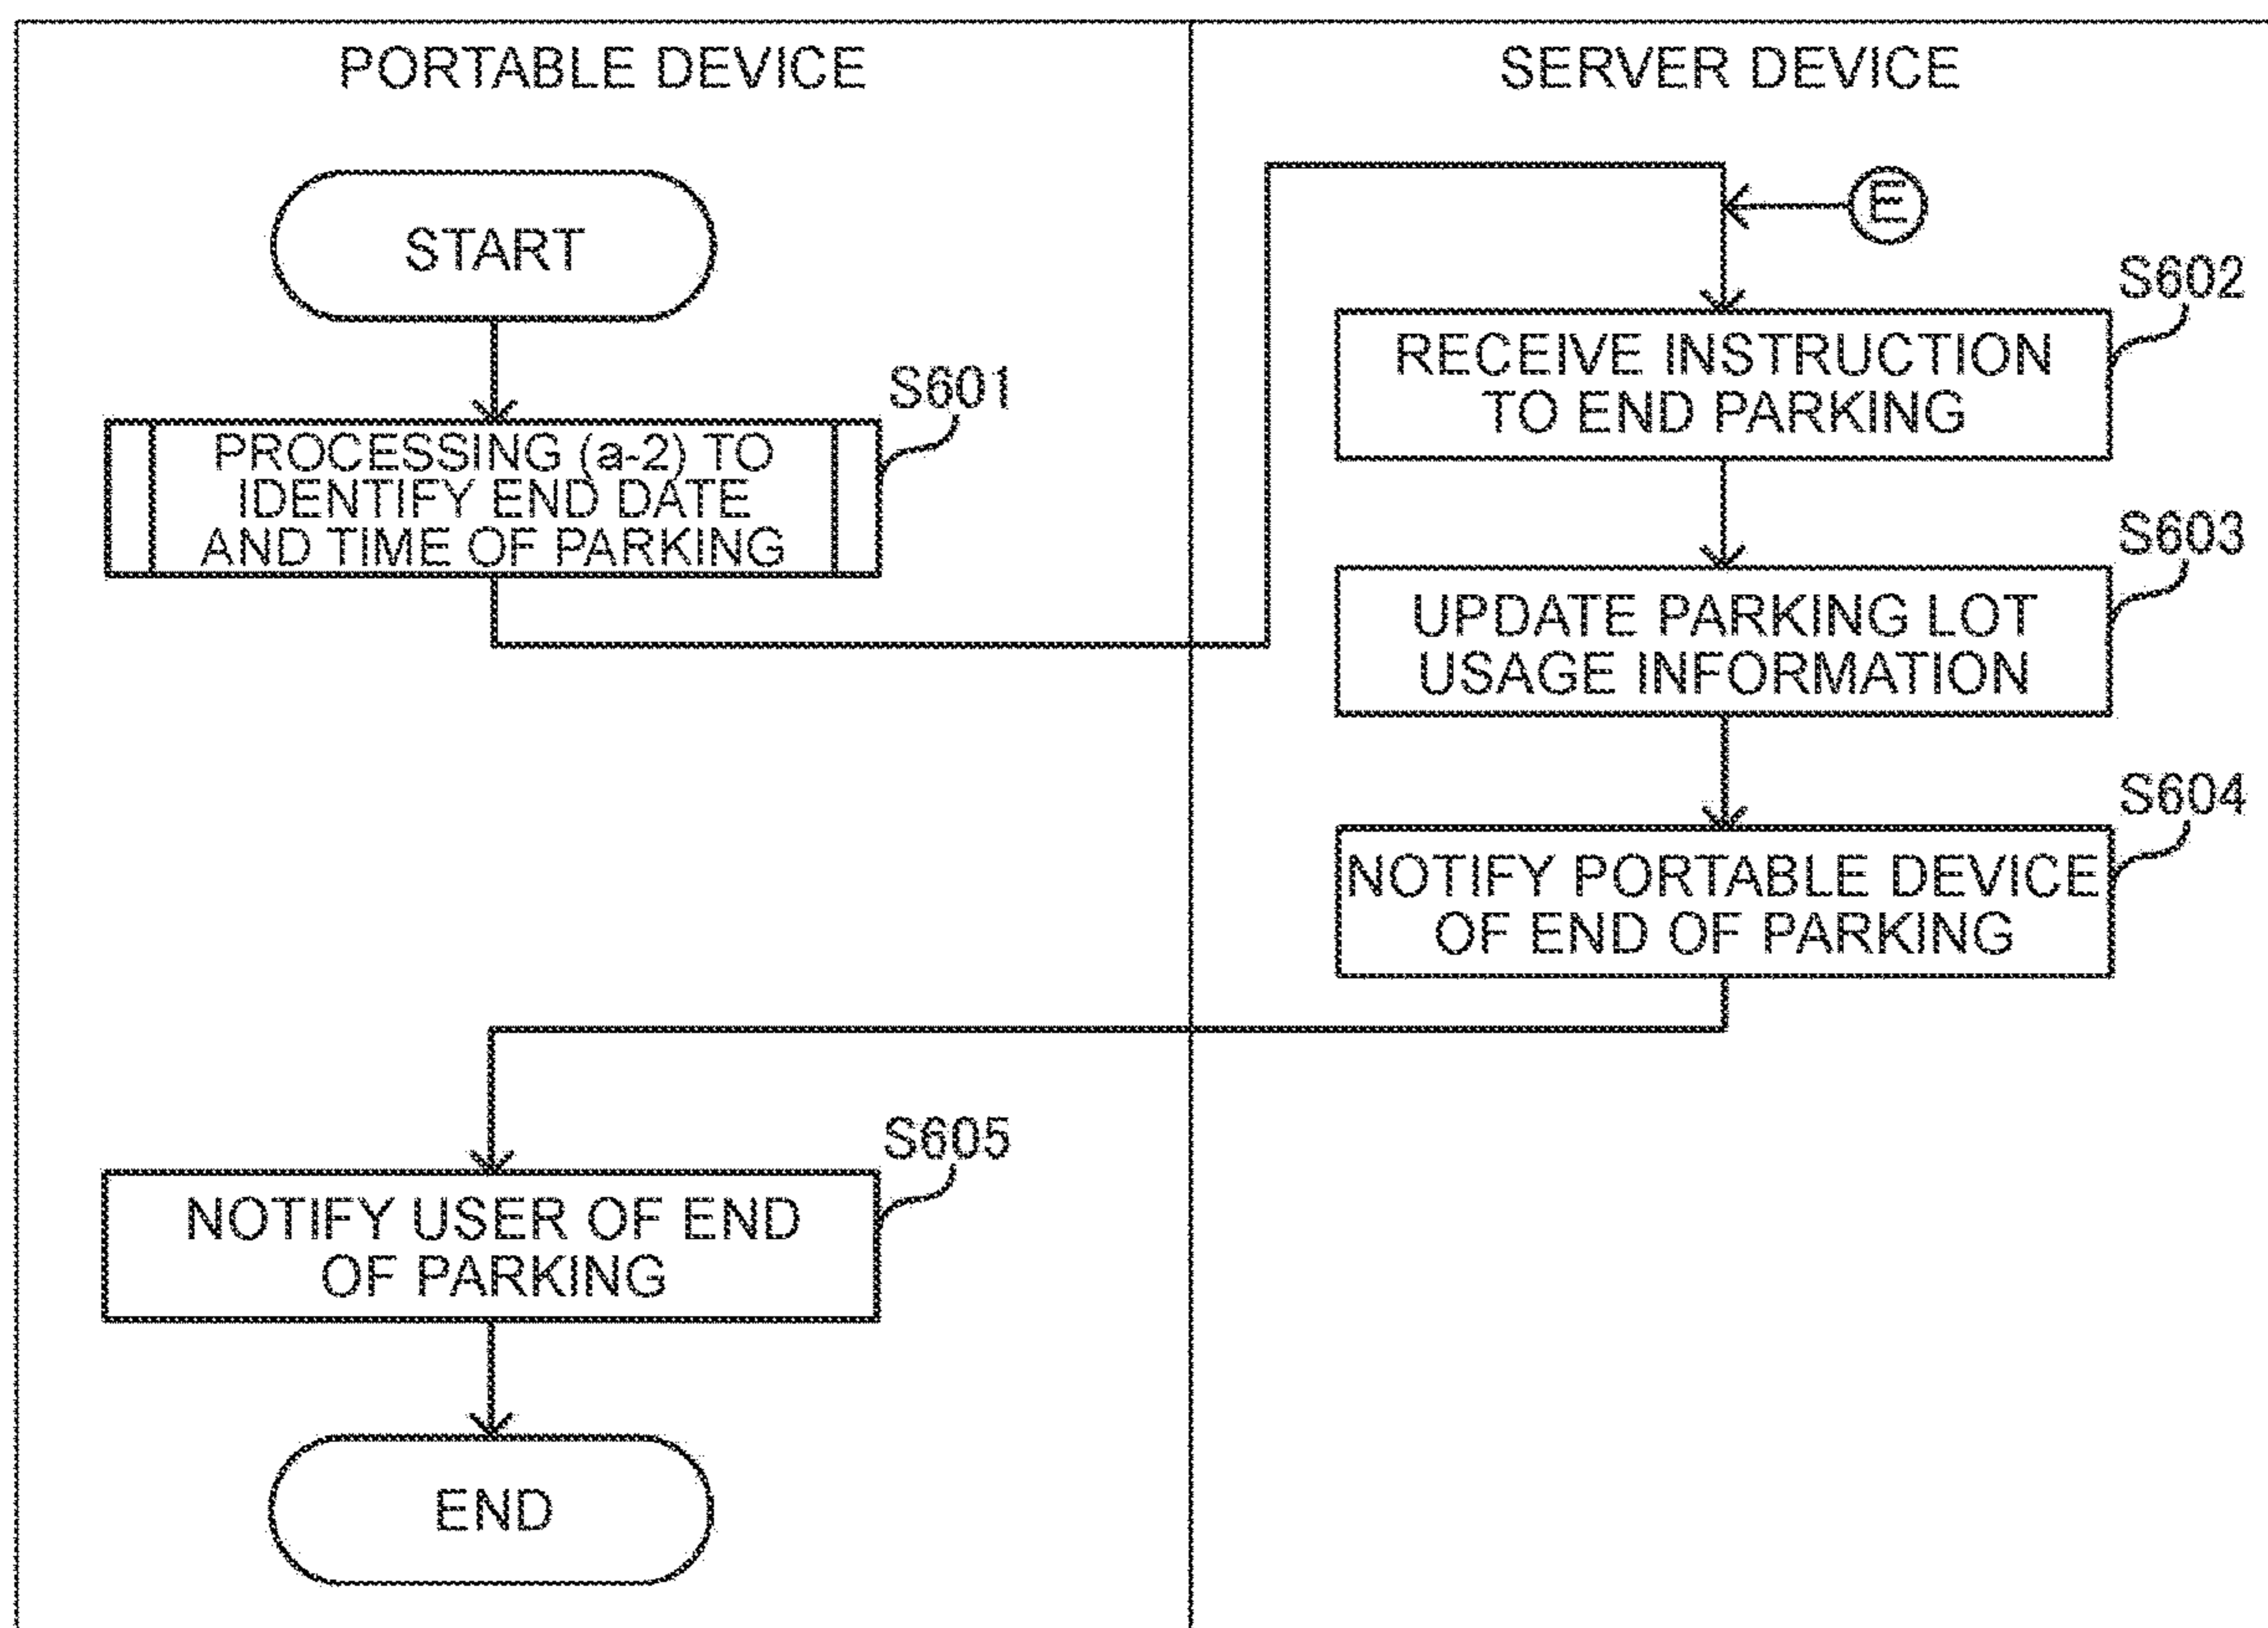 PORTABLE DEVICE
SERVER DEVICE
START
E
S601
PROCESSING (a-2) TO
IDENTIFY END DATE
AND TIME OF PARKING
S602
RECEIVE INSTRUCTION
TO END PARKING
S603
UPDATE PARKING LOT
USAGE INFORMATION
S604
NOTIFY PORTABLE DEVICE
OF END OF PARKING
S605
NOTIFY USER OF END
OF PARKING
END